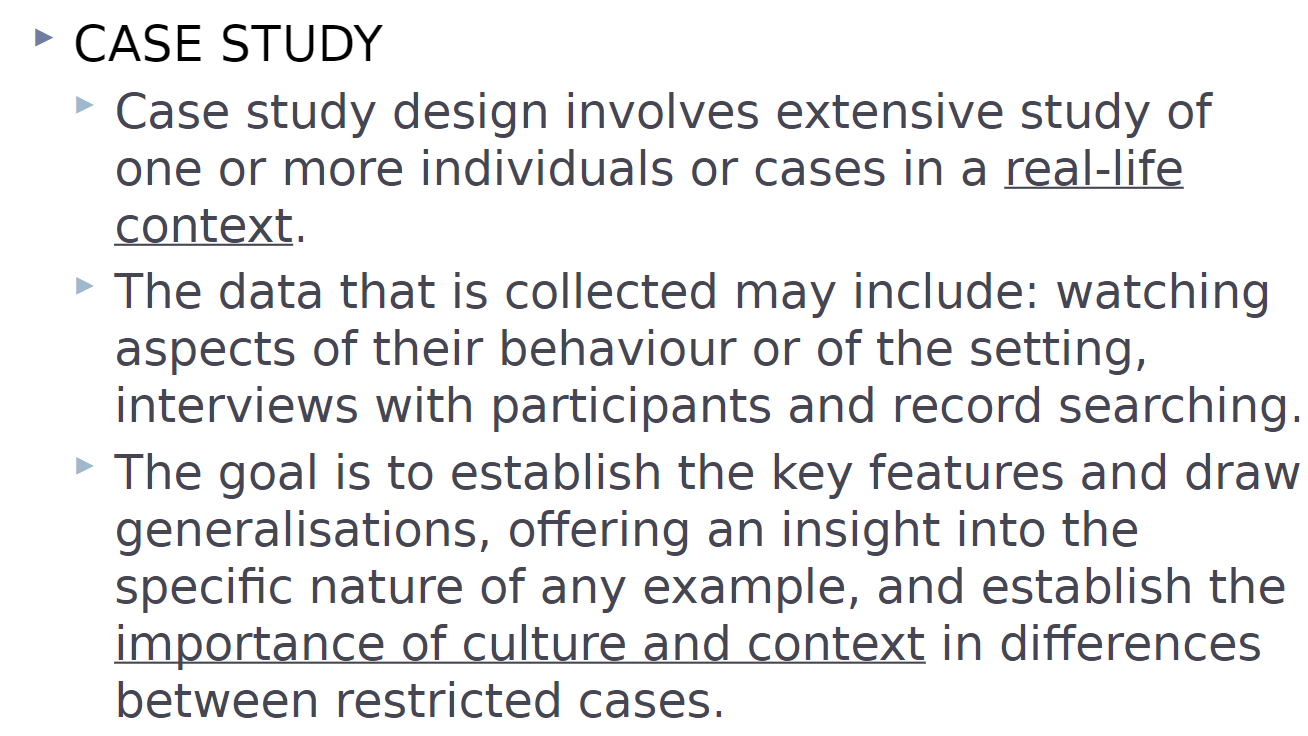 CASE STUDY
Case study design involves extensive study of
one or more individuals or cases in a real-life
context.
The data that is collected may include: watching
aspects of their behaviour or of the setting,
interviews with participants and record searching.
The goal is to establish the key features and draw
generalisations, offering an insight into the
specific nature of any example, and establish the
importance of culture and context in differences
between restricted cases.